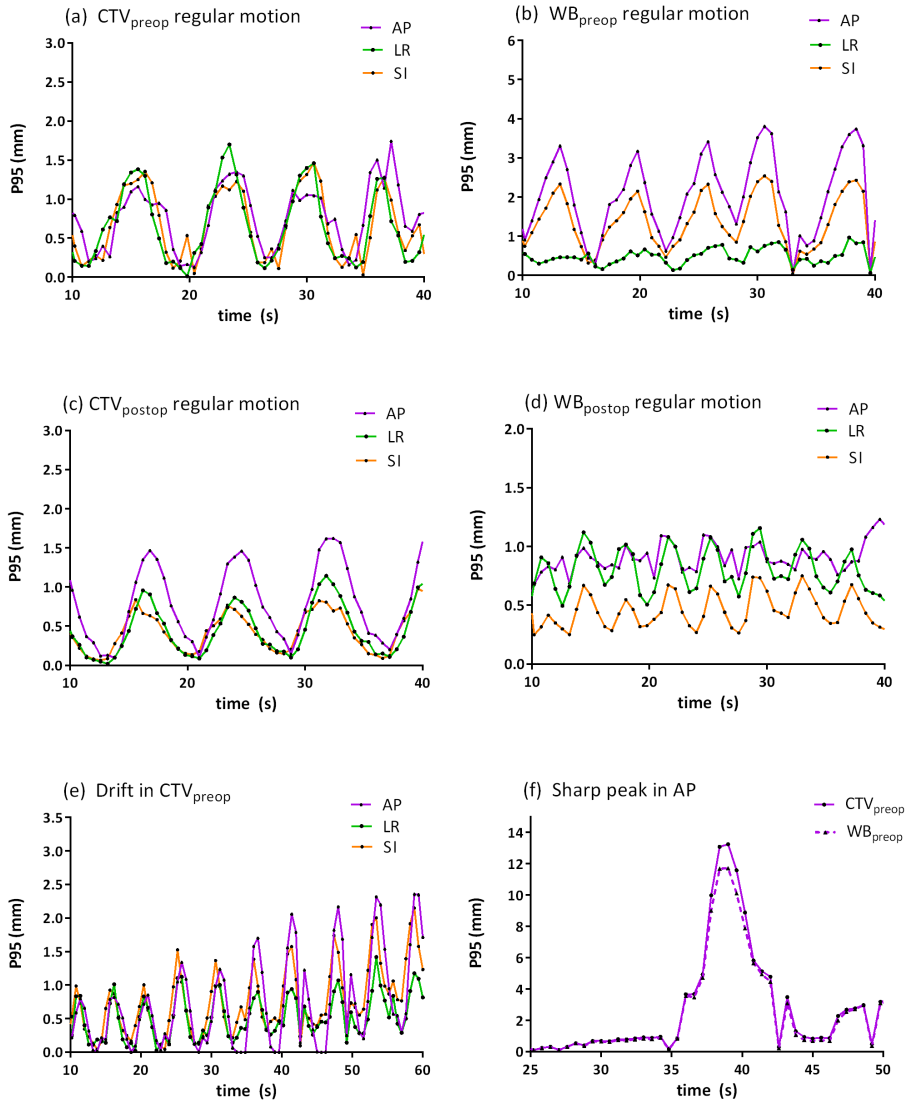 (a) CTVpreop regular motion
AP
LR
SI
3.0
2.5
2.0
1.5
1.0
0.5
0.0
P95 (mm)
10 20 30 40
time (s)
(b) WBpreop regular motion
AP
LR
SI
6
5
4
3
2
1
0
P95 (mm)
10 20 30 40
time (s)
(c) CTVpostop regular motion
AP
LR
SI
3.0
2.5
2.0
1.5
1.0
0.5
0.0
P95 (mm)
10 20 30 40
time (s)
(d) WBpostop regular motion
AP
LR
SI
2.0
1.5
1.0
0.5
0.0
P95 (mm)
10 20 30 40
time (s)
(e) Drift in CTVpreop
AP
LR
SI
3.5
3.0
2.5
2.0
1.5
1.0
0.5
0.0
P95 (mm)
10 20 30 40 50 60
time (s)
(f) Sharp peak in AP
CTVpreop
WBpreop
14
12
10
8
6
4
2
0
P95 (mm)
25 30 35 40 45 50
time (s)